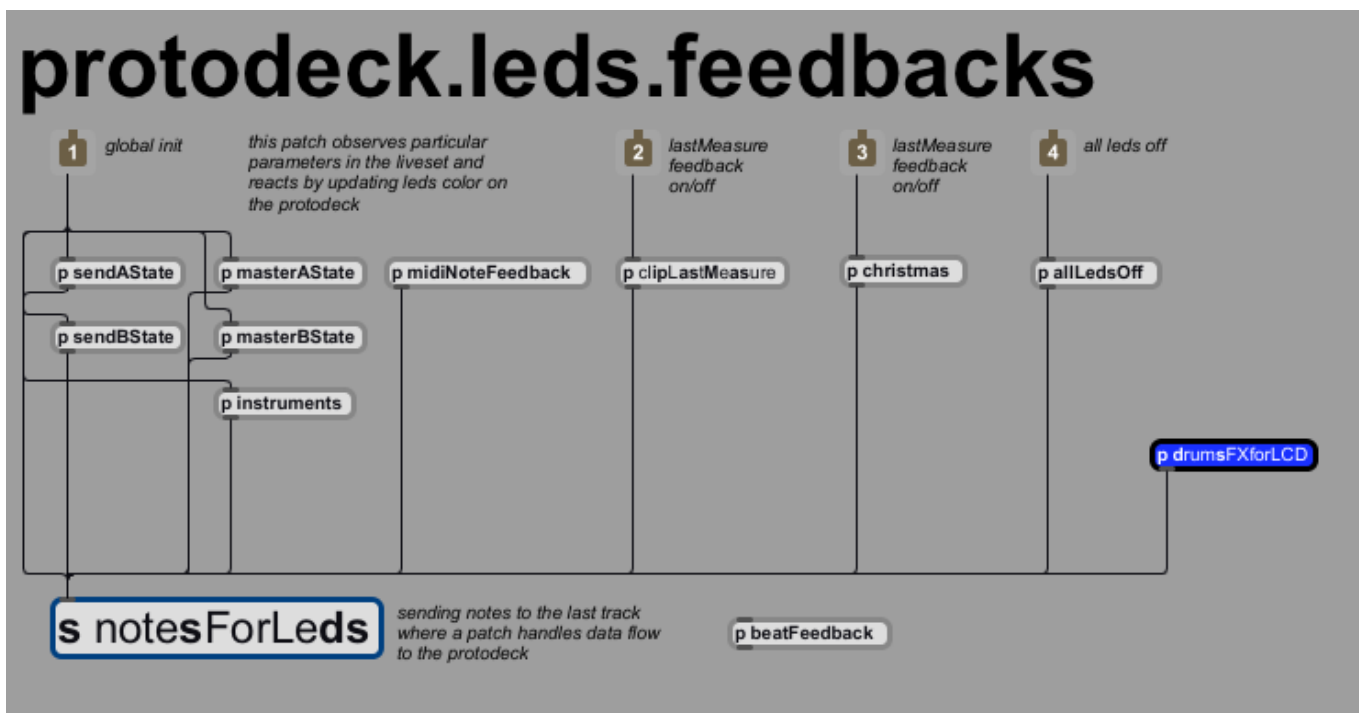 protodeck.leds.feedbacks
1
global init
this patch observes particular
parameters in the liveset and
reacts by updating leds color on
the protodeck
2
lastMeasure
feedback
on/off
3
lastMeasure
feedback
on/off
4
all leds off
p sendAState
p masterAState
p midiNoteFeedback
p clipLastMeasure
p christmas
p allLedsOff
p sendBState
p masterBState
p instruments
p drumsFXforLCD
s notesForLeds
sending notes to the last track
where a patch handles data flow
to the protodeck
p beatFeedback